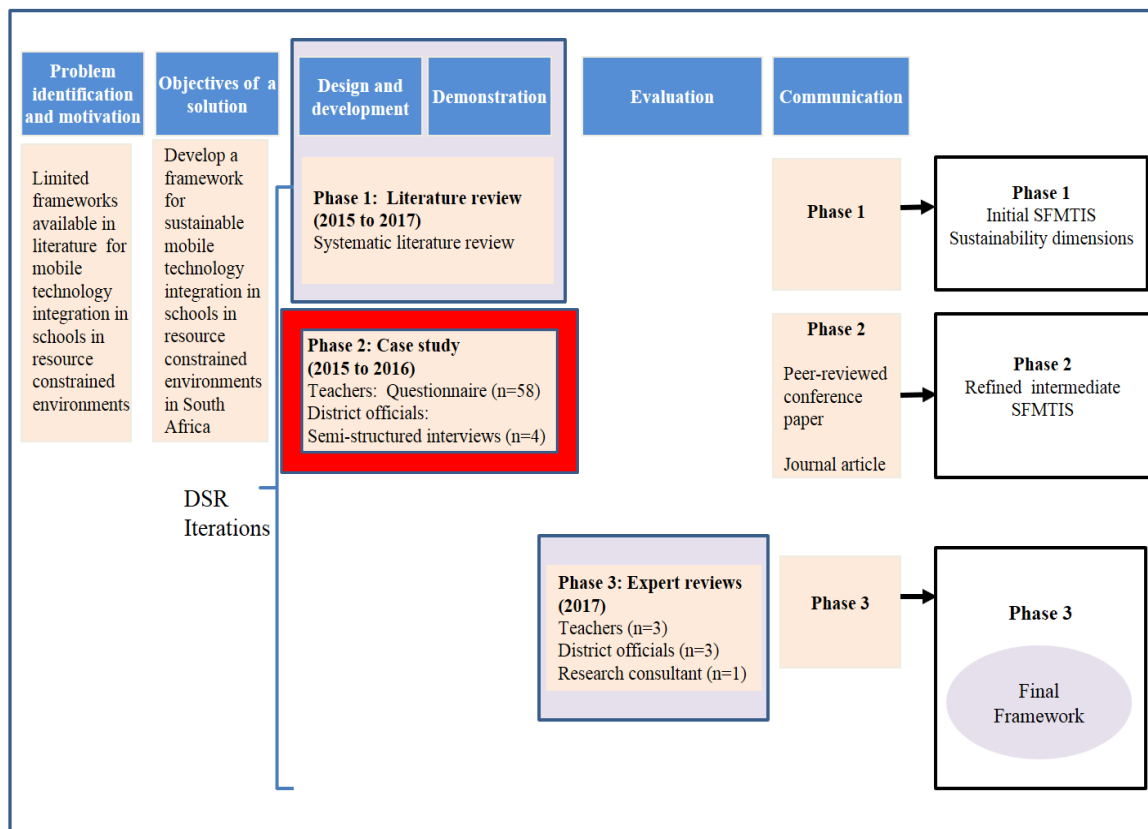 Problem
identification
and motivation
Objectives of a
solution
Design and
development
Demonstration
Evaluation
Communication
Limited
frameworks
available in
literature for
mobile
technology
integration in
schools in
resource
constrained
environments
Develop a
framework
for
sustainable
mobile
technology
integration in
schools in
resource
constrained
environments
in South
Africa
DSR
Iterations
Phase 1: Literature review
(2015 to 2017)
Systematic literature review
Phase 1
Phase 1
Initial SFMTIS
Sustainability dimensions
Phase 2: Case study
(2015 to 2016)
Teachers: Questionnaire (n=58)
District officials:
Semi-structured interviews (n=4)
Phase 2
Peer-reviewed
conference
paper
Journal article
Phase 2
Refined intermediate
SFMTIS
Phase 3: Expert reviews
(2017)
Teachers (n=3)
District officials (n=3)
Research consultant (n=1)
Phase 3
Phase 3
Final
Framework